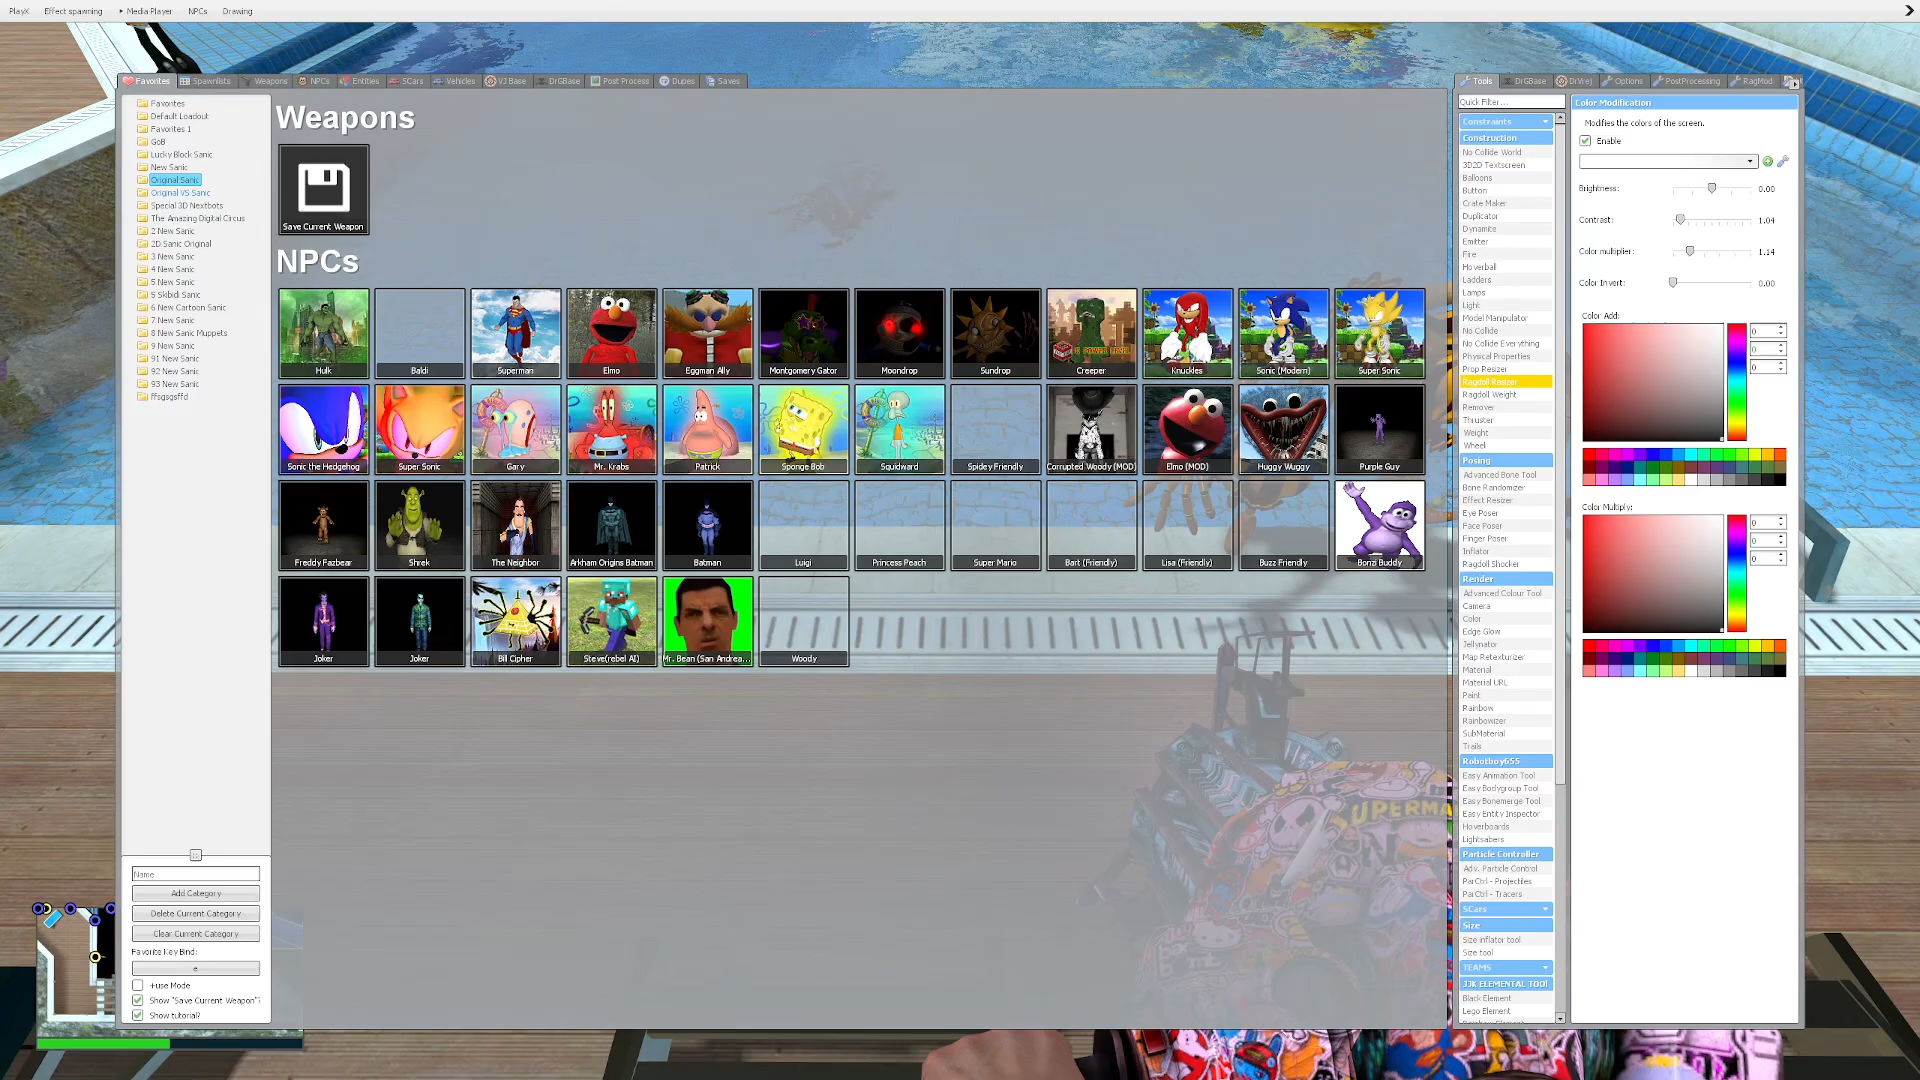 PlayX Effect spawning Media Player NPCs Drawing
Favorites Spawnlists Weapons NPCs Entities SCars Vehicles VJ Base DrGBase Post Process Dupes Saves
Favorites
Default Loadout
Favorites 1
GoB
Lucky Block Sanic
New Sanic
Original Sanic
Original VS Sanic
Special 3D Nextbots
The Amazing Digital Circus
2 New Sanic
2D Sanic Original
3 New Sanic
4 New Sanic
5 New Sanic
5 Skibidi Sanic
6 New Cartoon Sanic
7 New Sanic
8 New Sanic Muppets
9 New Sanic
91 New Sanic
92 New Sanic
93 New Sanic
ffsgsgsffd
Name
Add Category
Delete Current Category
Clear Current Category
Favorite Key Bind:
e
+use Mode
Show "Save Current Weapon"?
Show tutorial?
Weapons
Save Current Weapon
NPCs
Hulk Baldi Superman Elmo Eggman Ally Montgomery Gator Moondrop Sundrop Creeper Knuckles Sonic (Modern) Super Sonic
Sonic the Hedgehog Super Sonic Gary Mr. Krabs Patrick Sponge Bob Squidward Spidey Friendly Corrupted Woody (MOD) Elmo (MOD) Huggy Wuggy Purple Guy
Freddy Fazbear Shrek The Neighbor Arkham Origins Batman Batman Luigi Princess Peach Super Mario Bart (Friendly) Lisa (Friendly) Buzz Friendly Bonzi Buddy
Joker Joker Bill Cipher Steve(rebel AI) Mr. Bean (San Andrea... Woody
SUPERMA
Tools DrGBase DrVrej Options PostProcessing RagMod
Quick Filter ...
Constraints
Construction
No Collide World
3D2D Textscreen
Balloons
Button
Crate Maker
Duplicator
Dynamite
Emitter
Fire
Hoverball
Ladders
Lamps
Light
Model Manipulator
No Collide
No Collide Everything
Physical Properties
Prop Resizer
Ragdoll Resizer
Ragdoll Weight
Remover
Thruster
Weight
Wheel
Posing
Advanced Bone Tool
Bone Randomizer
Effect Resizer
Eye Poser
Face Poser
Finger Poser
Inflator
Ragdoll Shocker
Render
Advanced Colour Tool
Camera
Color
Edge Glow
Jellynator
Map Retexturizer
Material
Material URL
Paint
Rainbow
Rainbowizer
SubMaterial
Trails
Robotboy655
Easy Animation Tool
Easy Bodygroup Tool
Easy Bonemerge Tool
Easy Entity Inspector
Hoverboards
Lightsabers
Particle Controller
Adv. Particle Control
ParCtrl - Projectiles
ParCtrl - Tracers
SCars
Size
Size inflator tool
Size tool
TEAMS
JJK ELEMENTAL TOOl
Black Element
Lego Element
Color Modification
Modifies the colors of the screen.
Enable
Brightness: 0.00
Contrast: 1.04
Color multiplier: 1.14
Color Invert: 0.00
Color Add:
0
0
0
Color Multiply:
0
0
0